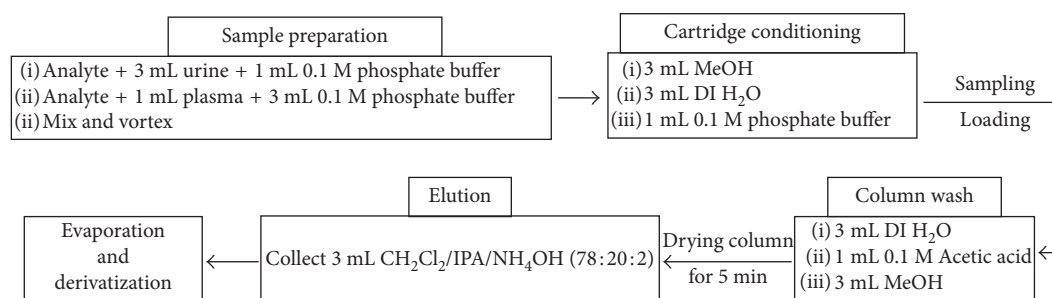 Sample preparation
(i) Analyte + 3 mL urine + 1 mL 0.1 M phosphate buffer
(ii) Analyte + 1 mL plasma + 3 mL 0.1 M phosphate buffer
(ii) Mix and vortex
Cartridge conditioning
(i) 3 mL MeOH
(ii) 3 mL DI H₂O
(iii) 1 mL 0.1 M phosphate buffer
Sampling
Loading
Column wash
(i) 3 mL DI H₂O
(ii) 1 mL 0.1 M Acetic acid
(iii) 3 mL MeOH
Drying column
for 5 min
Elution
Collect 3 mL CH₂Cl₂/IPA/NH₄OH (78:20:2)
Evaporation
and
derivatization